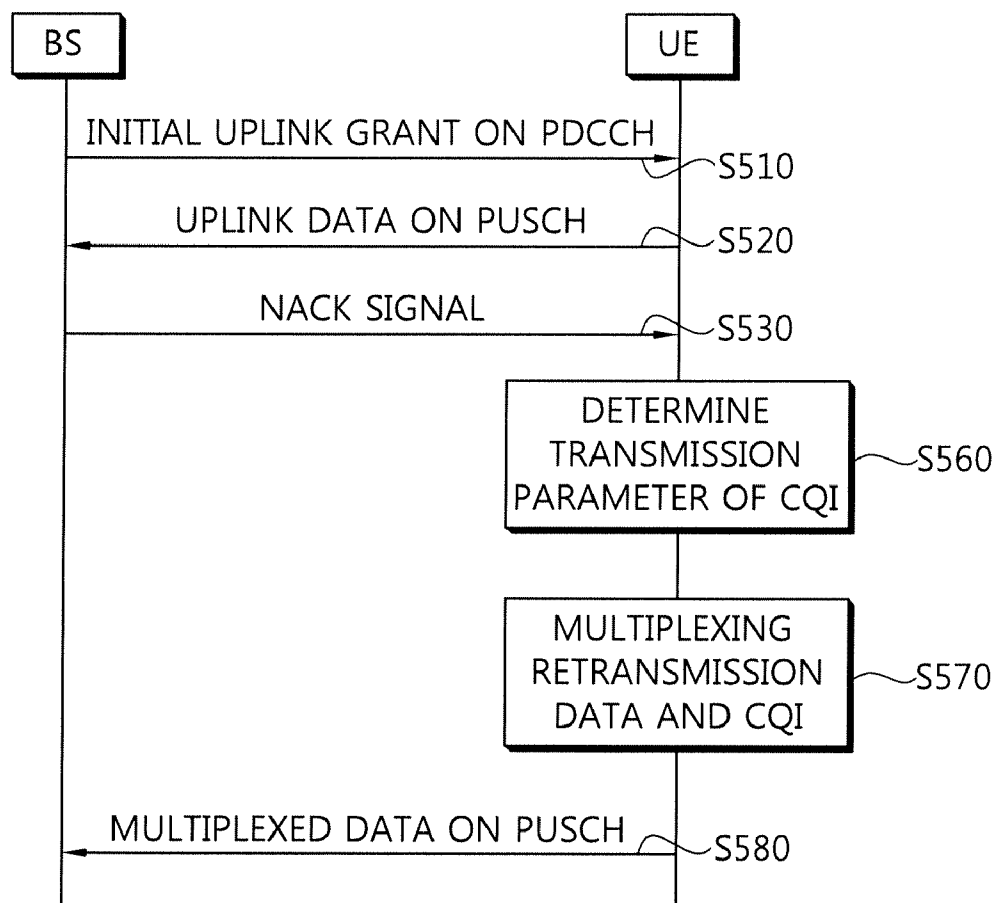 BS
UE
INITIAL UPLINK GRANT ON PDCCH
S510
UPLINK DATA ON PUSCH
S520
NACK SIGNAL
S530
DETERMINE
TRANSMISSION
PARAMETER OF CQI
S560
MULTIPLEXING
RETRANSMISSION
DATA AND CQI
S570
MULTIPLEXED DATA ON PUSCH
S580